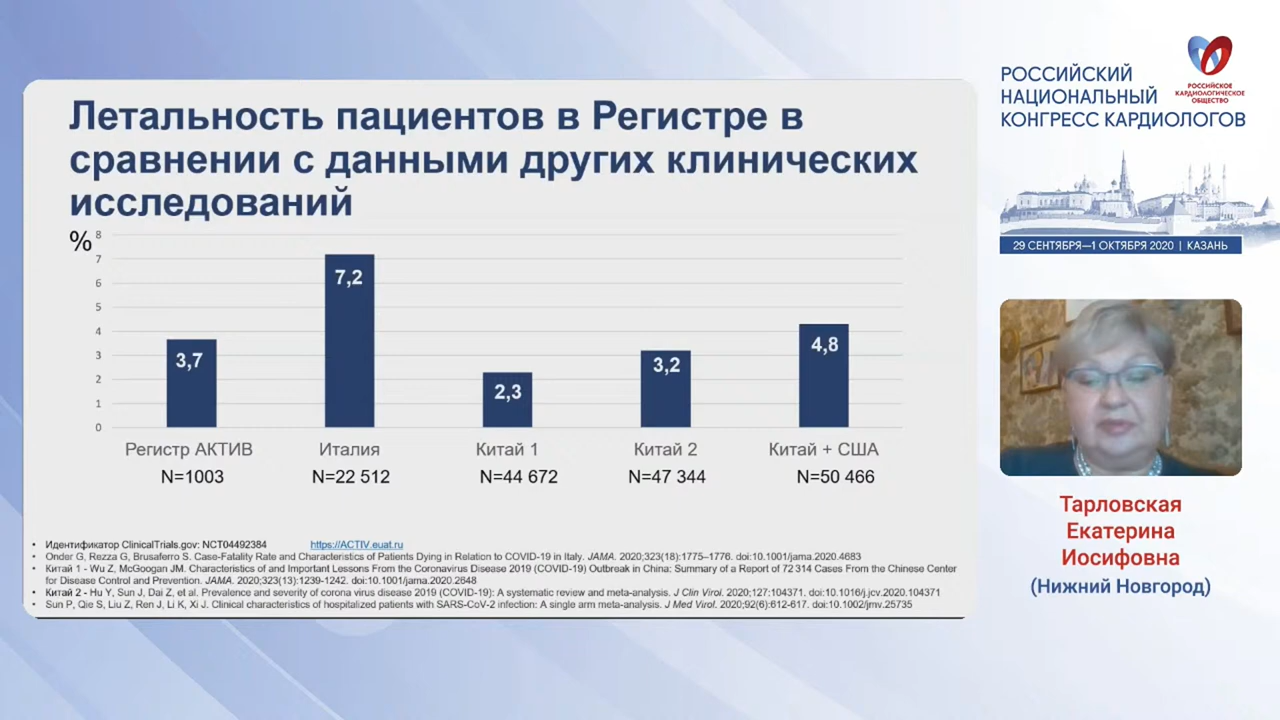 Летальность пациентов в Регистре в
сравнении с данными других клинических
исследований
%
8
7
6
5
4
3
2
1
0
3,7
7,2
2,3
3,2
4,8
Регистр АКТИВ
Италия
Китай 1
Китай 2
Китай + США
N=1003
N=22 512
N=44 672
N=47 344
N=50 466
• Идентификатор ClinicalTrials.gov: NCT04492384 https://ACTIV.euat.ru
• Onder G, Rezza G, Brusaferro S. Case-Fatality Rate and Characteristics of Patients Dying in Relation to COVID-19 in Italy. JAMA. 2020;323(18):1775–1776. doi:10.1001/jama.2020.4683
• Китай 1 - Wu Z, McGoogan JM. Characteristics of and Important Lessons From the Coronavirus Disease 2019 (COVID-19) Outbreak in China: Summary of a Report of 72 314 Cases From the Chinese Center
for Disease Control and Prevention. JAMA. 2020;323(13):1239-1242. doi:10.1001/jama.2020.2648
• Китай 2 - Hu Y, Sun J, Dai Z, et al. Prevalence and severity of corona virus disease 2019 (COVID-19): A systematic review and meta-analysis. J Clin Virol. 2020;127:104371. doi:10.1016/j.jcv.2020.104371
• Sun P, Qie S, Liu Z, Ren J, Li K, Xi J. Clinical characteristics of hospitalized patients with SARS-CoV-2 infection: A single arm meta-analysis. J Med Virol. 2020;92(6):612-617. doi:10.1002/jmv.25735
РОССИЙСКИЙ
НАЦИОНАЛЬНЫЙ
КОНГРЕСС КАРДИОЛОГОВ
РОССИЙСКОЕ
КАРДИОЛОГИЧЕСКОЕ
ОБЩЕСТВО
29 СЕНТЯБРЯ—1 ОКТЯБРЯ 2020 | КАЗАНЬ
Тарловская
Екатерина
Иосифовна
(Нижний Новгород)